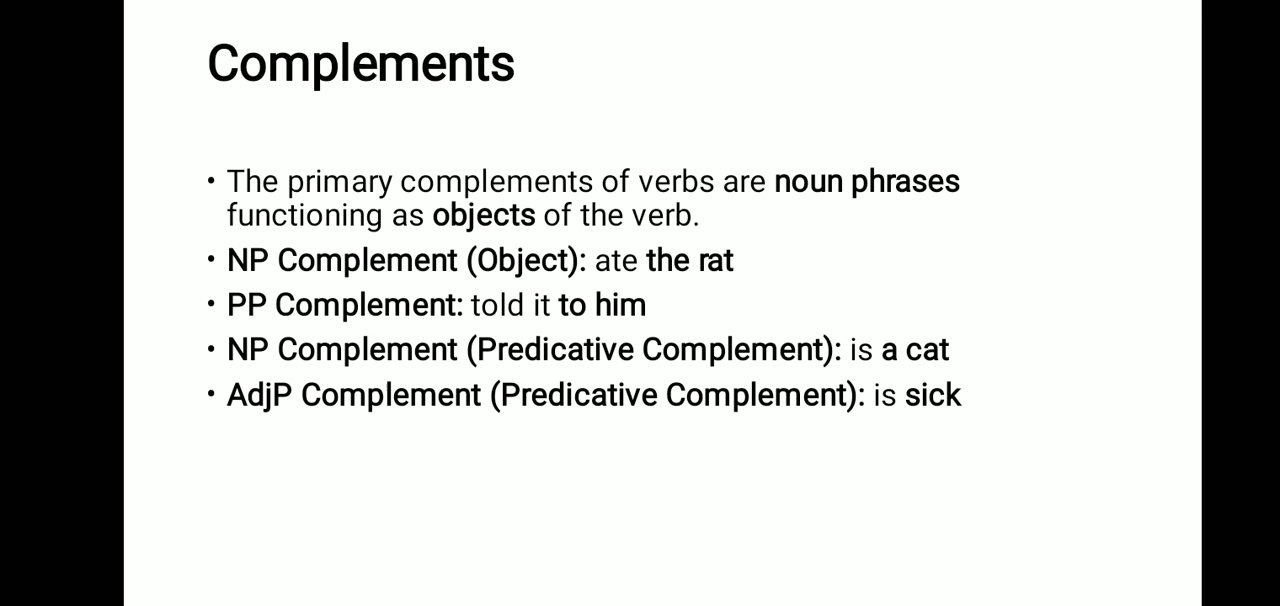 Complements
• The primary complements of verbs are noun phrases
functioning as objects of the verb.
• NP Complement (Object): ate the rat
• PP Complement: told it to him
• NP Complement (Predicative Complement): is a cat
• AdjP Complement (Predicative Complement): is sick